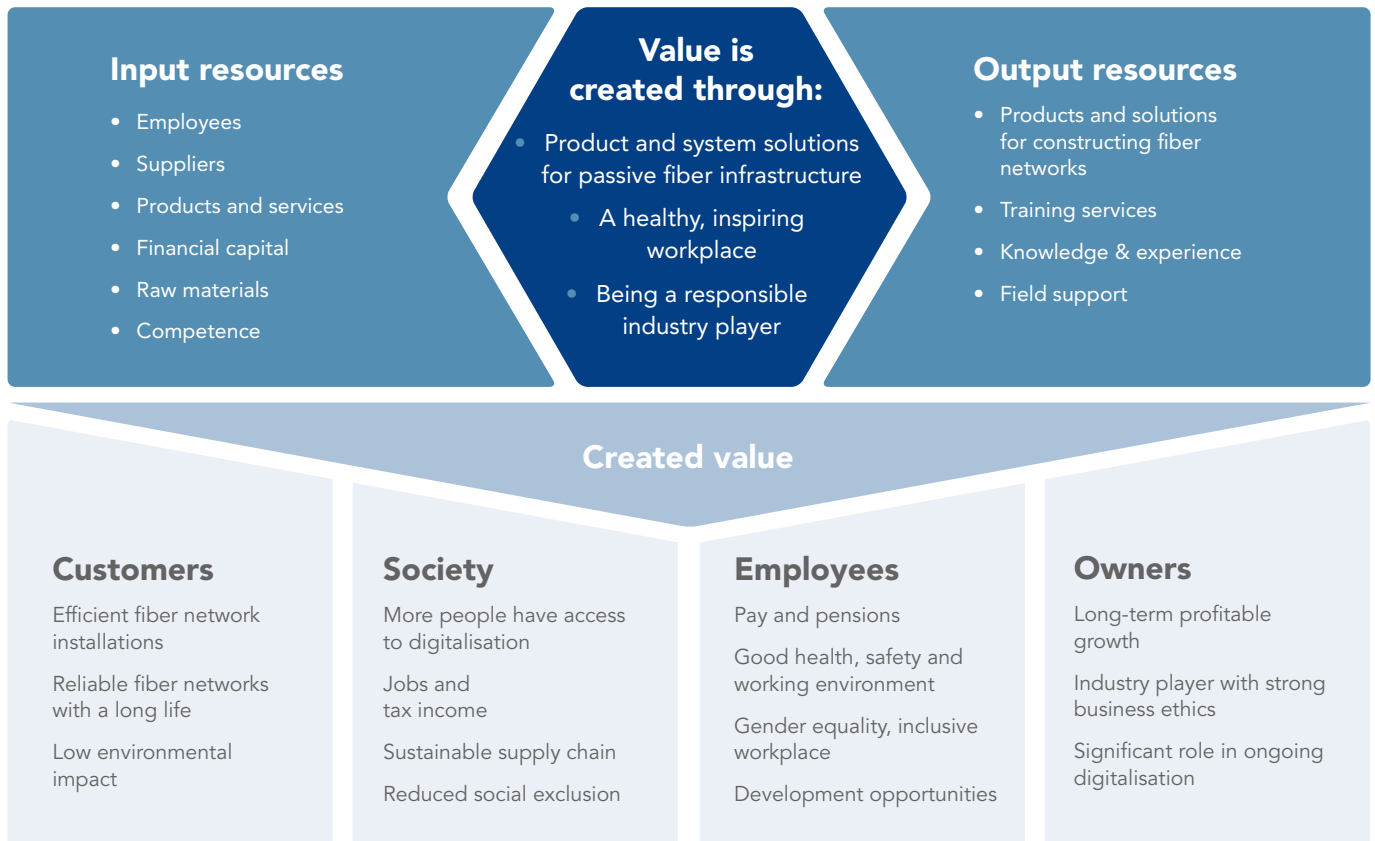 Input resources
• Employees
• Suppliers
• Products and services
• Financial capital
• Raw materials
• Competence
Value is
created through:
• Product and system solutions
for passive fiber infrastructure
• A healthy, inspiring
workplace
• Being a responsible
industry player
Output resources
• Products and solutions
for constructing fiber
networks
• Training services
• Knowledge & experience
• Field support
Created value
Customers
Efficient fiber network
installations
Reliable fiber networks
with a long life
Low environmental
impact
Society
More people have access
to digitalisation
Jobs and
tax income
Sustainable supply chain
Reduced social exclusion
Employees
Pay and pensions
Good health, safety and
working environment
Gender equality, inclusive
workplace
Development opportunities
Owners
Long-term profitable
growth
Industry player with strong
business ethics
Significant role in ongoing
digitalisation